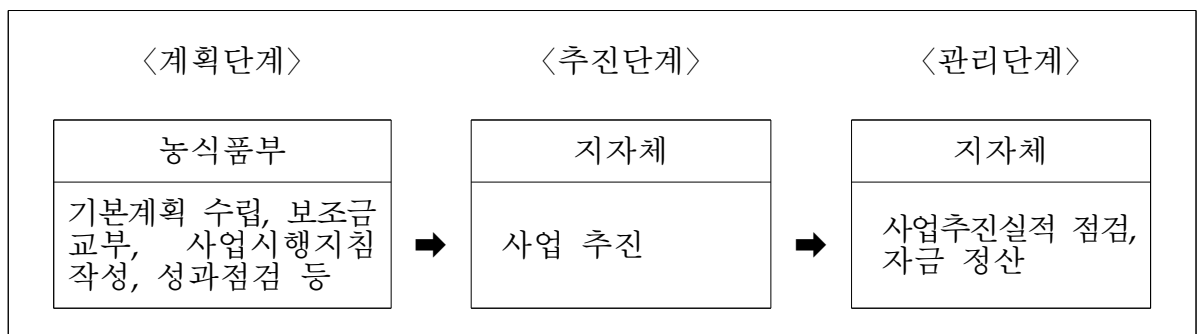 〈계획단계〉
〈추진단계〉
〈관리단계〉
농식품부
지자체
지자체
기본계획 수립, 보조금
교부, 사업시행지침
작성, 성과점검 등
사업 추진
사업추진실적 점검,
자금 정산